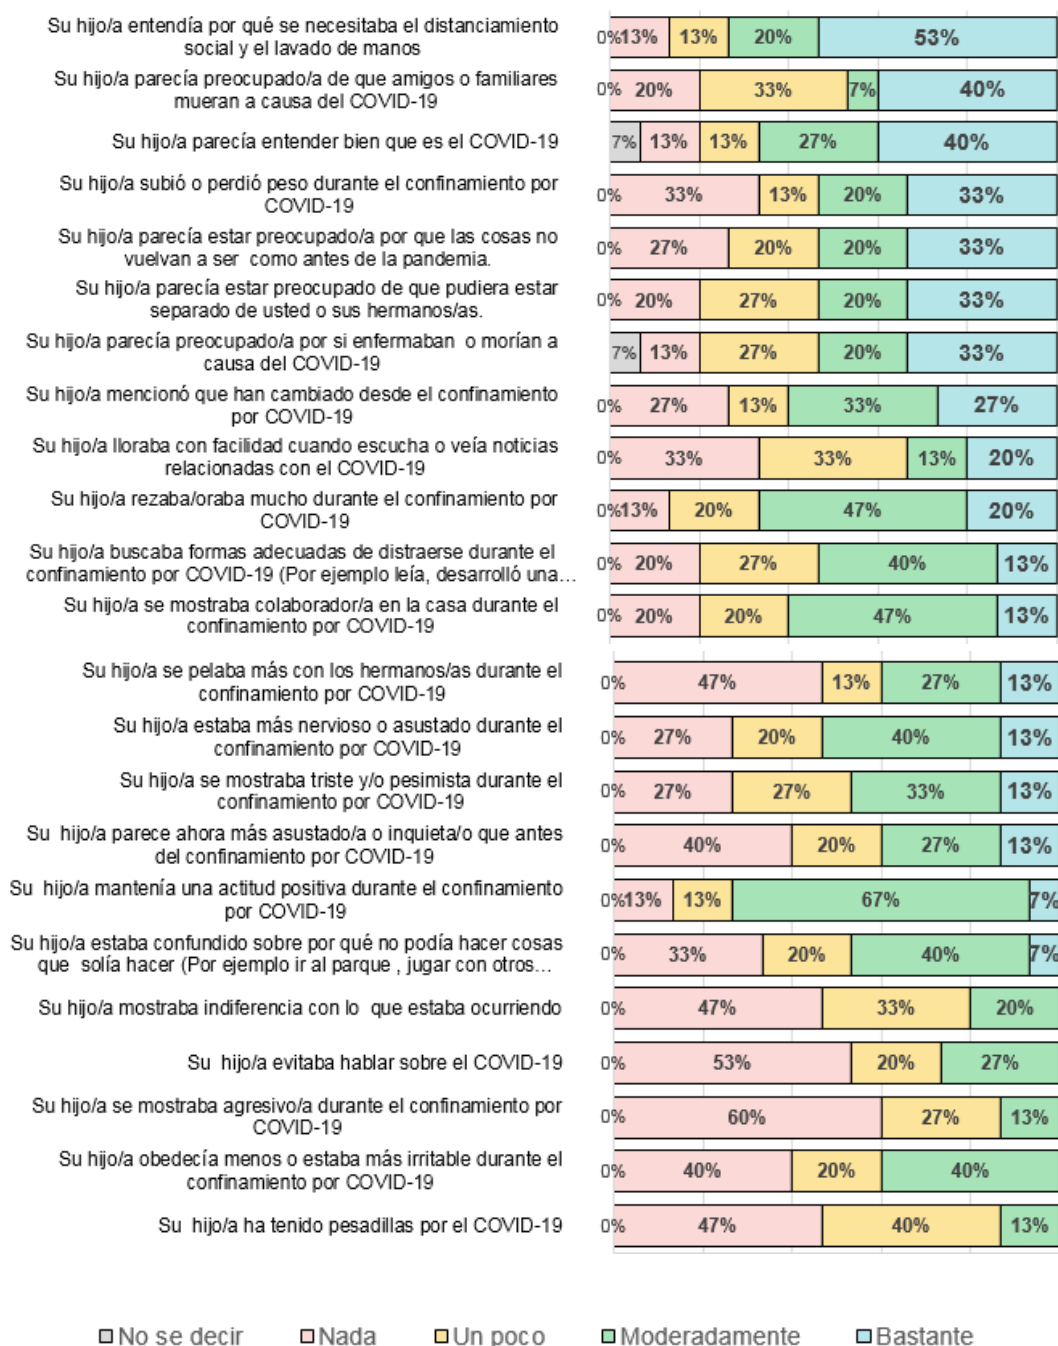 Su hijo/a entendía por qué se necesitaba el distanciamiento
social y el lavado de manos
0% 13% 13% 20% 53%
Su hijo/a parecía preocupado/a de que amigos o familiares
mueran a causa del COVID-19
0% 20% 33% 7% 40%
Su hijo/a parecía entender bien que es el COVID-19
7% 13% 13% 27% 40%
Su hijo/a subió o perdió peso durante el confinamiento por
COVID-19
0% 33% 13% 20% 33%
Su hijo/a parecía estar preocupado/a por que las cosas no
vuelvan a ser como antes de la pandemia.
0% 27% 20% 20% 33%
Su hijo/a parecía estar preocupado de que pudiera estar
separado de usted o sus hermanos/as.
0% 20% 27% 20% 33%
Su hijo/a parecía preocupado/a por si enfermaban o morían a
causa del COVID-19
7% 13% 27% 20% 33%
Su hijo/a mencionó que han cambiado desde el confinamiento
por COVID-19
0% 27% 13% 33% 27%
Su hijo/a lloraba con facilidad cuando escucha o veía noticias
relacionadas con el COVID-19
0% 33% 33% 13% 20%
Su hijo/a rezaba/oraba mucho durante el confinamiento por
COVID-19
0% 13% 20% 47% 20%
Su hijo/a buscaba formas adecuadas de distraerse durante el
confinamiento por COVID-19 (Por ejemplo leía, desarrolló una…
0% 20% 27% 40% 13%
Su hijo/a se mostraba colaborador/a en la casa durante el
confinamiento por COVID-19
0% 20% 20% 47% 13%
Su hijo/a se pelaba más con los hermanos/as durante el
confinamiento por COVID-19
0% 47% 13% 27% 13%
Su hijo/a estaba más nervioso o asustado durante el
confinamiento por COVID-19
0% 27% 20% 40% 13%
Su hijo/a se mostraba triste y/o pesimista durante el
confinamiento por COVID-19
0% 27% 27% 33% 13%
Su hijo/a parece ahora más asustado/a o inquieta/o que antes
del confinamiento por COVID-19
0% 40% 20% 27% 13%
Su hijo/a mantenía una actitud positiva durante el confinamiento
por COVID-19
0% 13% 13% 67% 7%
Su hijo/a estaba confundido sobre por qué no podía hacer cosas
que solía hacer (Por ejemplo ir al parque , jugar con otros…
0% 33% 20% 40% 7%
Su hijo/a mostraba indiferencia con lo que estaba ocurriendo
0% 47% 33% 20%
Su hijo/a evitaba hablar sobre el COVID-19
0% 53% 20% 27%
Su hijo/a se mostraba agresivo/a durante el confinamiento por
COVID-19
0% 60% 27% 13%
Su hijo/a obedecía menos o estaba más irritable durante el
confinamiento por COVID-19
0% 40% 20% 40%
Su hijo/a ha tenido pesadillas por el COVID-19
0% 47% 40% 13%
No se decir Nada Un poco Moderadamente Bastante